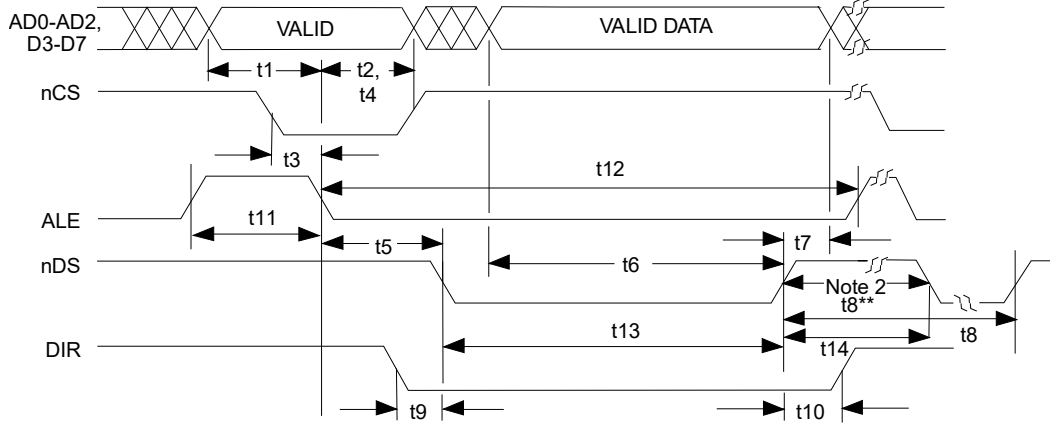 AD0-AD2,
D3-D7
VALID
VALID DATA
t1
t2,
t4
nCS
t3
t12
ALE
t11
t5
t7
nDS
t6
Note 2
t8**
t13
t14
t8
DIR
t9
t10